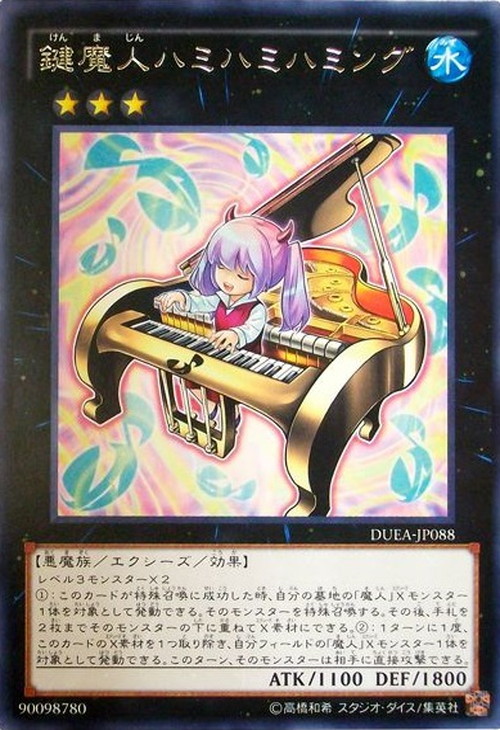 鍵魔人ハミハミハミング
水
DUEA-JP088
【悪魔族／エクシーズ／効果】
レベル3モンスター×2
①：このカードが特殊召喚に成功した時、自分の墓地の「魔人」Xモンスター
1体を対象として発動できる。そのモンスターを特殊召喚する。その後、手札を
2枚までそのモンスターの下に重ねてX素材にできる。②：1ターンに1度、
このカードのX素材を1つ取り除き、自分フィールドの「魔人」Xモンスター1体を
対象として発動できる。このターン、そのモンスターは相手に直接攻撃できる。
ATK/1100 DEF/1800
90098780 ©高橋和希 スタジオ・ダイス/集英社